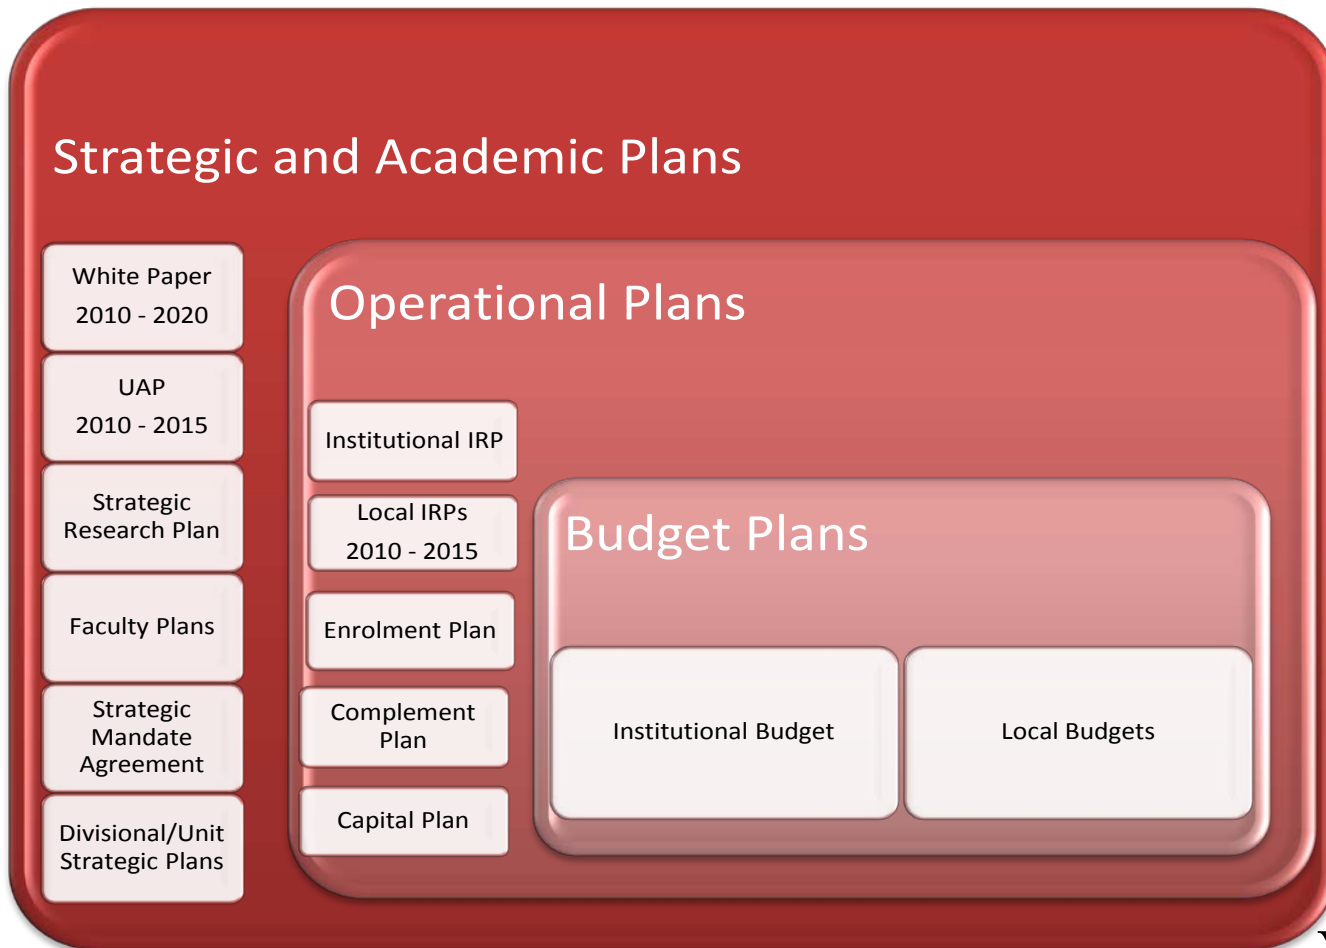 Strategic and Academic Plans
White Paper
2010 - 2020
UAP
2010 - 2015
Strategic
Research Plan
Faculty Plans
Strategic
Mandate
Agreement
Divisional/Unit
Strategic Plans
Operational Plans
Institutional IRP
Local IRPs
2010 - 2015
Enrolment Plan
Complement
Plan
Capital Plan
Budget Plans
Institutional Budget
Local Budgets